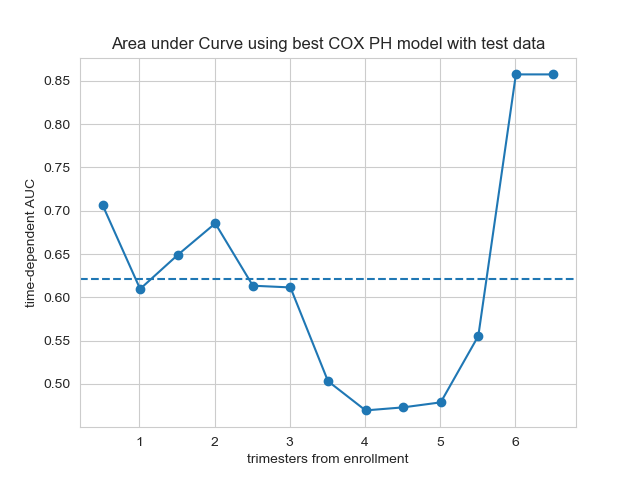 Area under Curve using best COX PH model with test data
time-dependent AUC
0.85
0.80
0.75
0.70
0.65
0.60
0.55
0.50
1 2 3 4 5 6
trimesters from enrollment